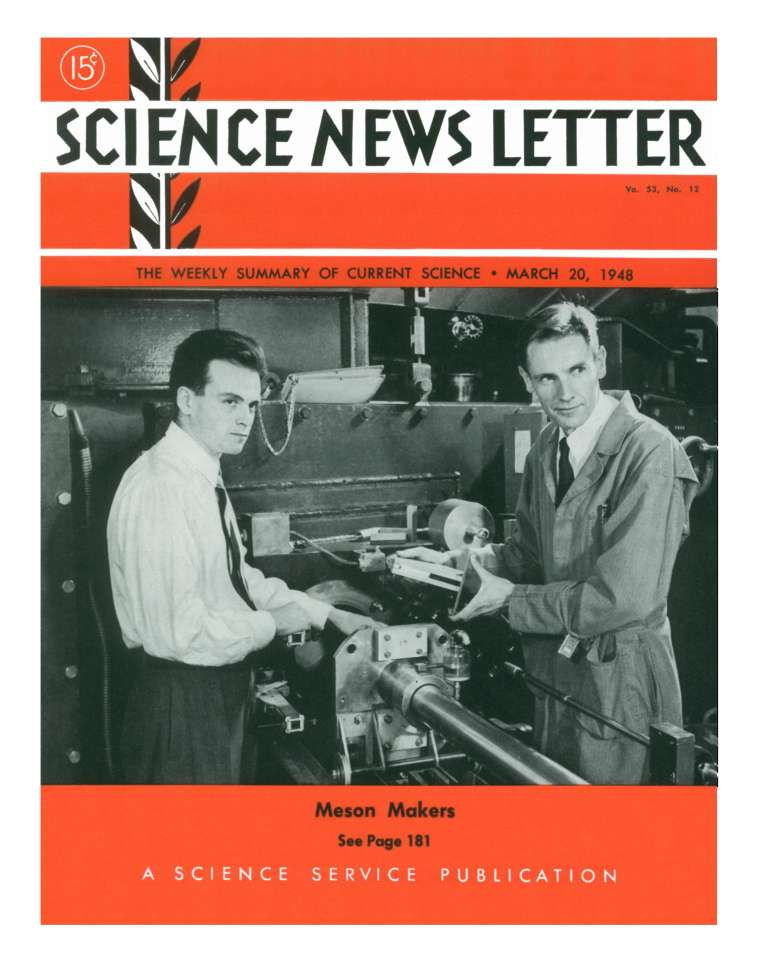 15¢
SCIENCE NEWS LETTER
Vo. 53, No. 12
THE WEEKLY SUMMARY OF CURRENT SCIENCE • MARCH 20, 1948
Meson Makers
See Page 181
A SCIENCE SERVICE PUBLICATION